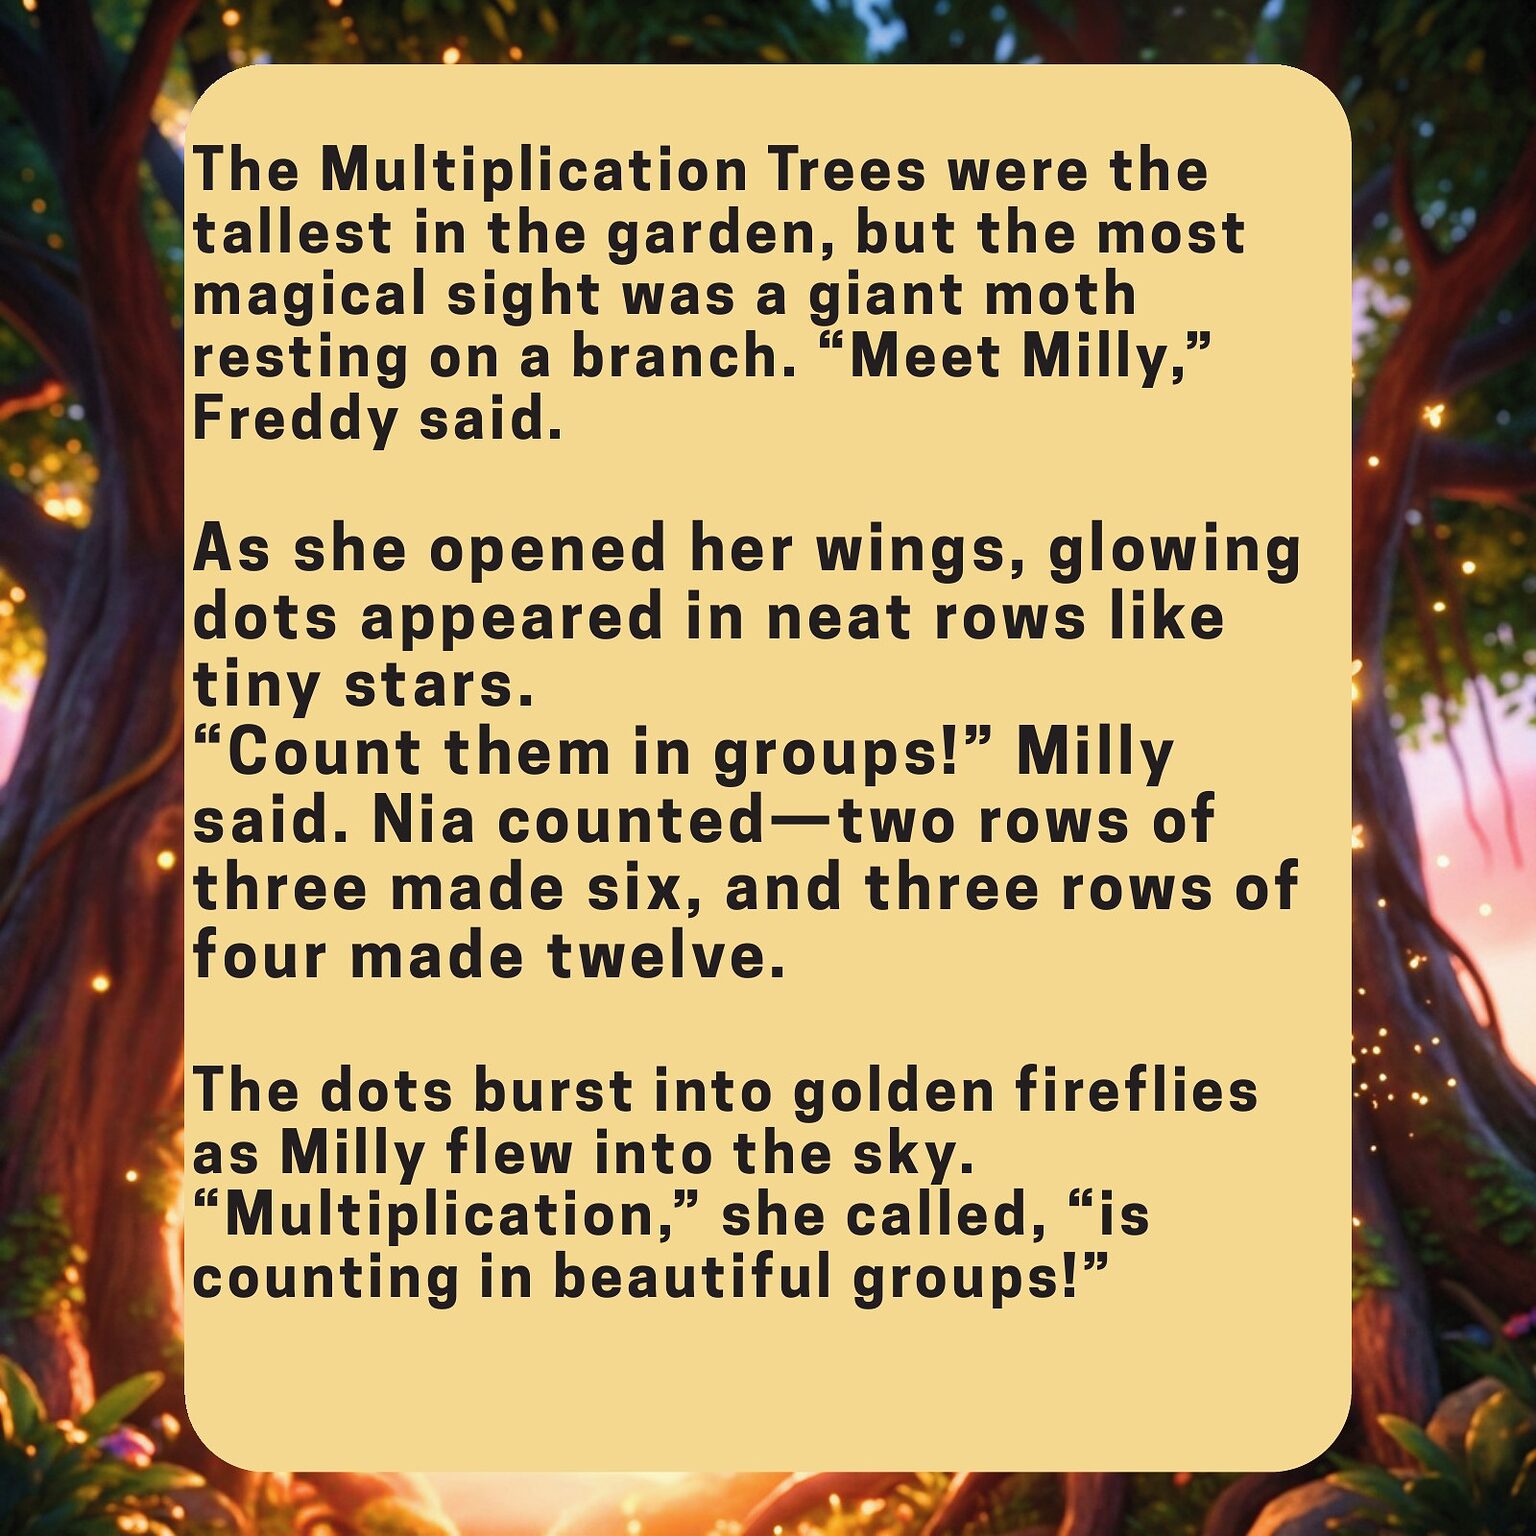 The Multiplication Trees were the
tallest in the garden, but the most
magical sight was a giant moth
resting on a branch. “Meet Milly,”
Freddy said.
As she opened her wings, glowing
dots appeared in neat rows like
tiny stars.
“Count them in groups!” Milly
said. Nia counted—two rows of
three made six, and three rows of
four made twelve.
The dots burst into golden fireflies
as Milly flew into the sky.
“Multiplication,” she called, “is
counting in beautiful groups!”